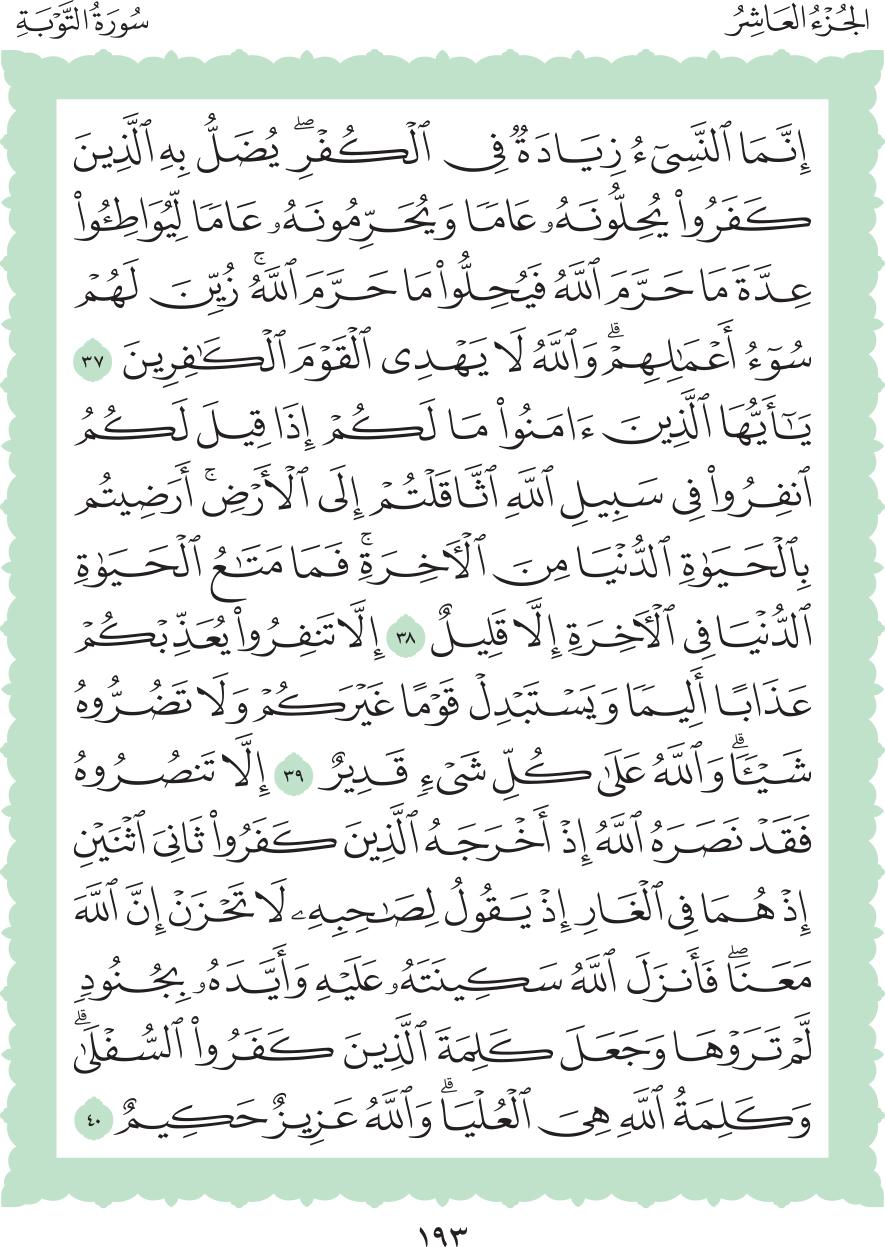 الجُزْءُ العَاشِرُ
سُورَةُ التَّوْبَةِ
إِنَّمَا ٱلنَّسِىٓءُ زِيَادَةٌ فِى ٱلْكُفْرِ ۖ يُضَلُّ بِهِ ٱلَّذِينَ
كَفَرُوا۟ يُحِلُّونَهُۥ عَامًا وَيُحَرِّمُونَهُۥ عَامًا لِّيُوَاطِـُٔوا۟
عِدَّةَ مَا حَرَّمَ ٱللَّهُ فَيُحِلُّوا۟ مَا حَرَّمَ ٱللَّهُ ۚ زُيِّنَ لَهُمْ
سُوٓءُ أَعْمَـٰلِهِمْ ۗ وَٱللَّهُ لَا يَهْدِى ٱلْقَوْمَ ٱلْكَـٰفِرِينَ ٣٧
يَـٰٓأَيُّهَا ٱلَّذِينَ ءَامَنُوا۟ مَا لَكُمْ إِذَا قِيلَ لَكُمُ
ٱنفِرُوا۟ فِى سَبِيلِ ٱللَّهِ ٱثَّاقَلْتُمْ إِلَى ٱلْأَرْضِ ۚ أَرَضِيتُم
بِٱلْحَيَوٰةِ ٱلدُّنْيَا مِنَ ٱلْـَٔاخِرَةِ ۚ فَمَا مَتَـٰعُ ٱلْحَيَوٰةِ
ٱلدُّنْيَا فِى ٱلْـَٔاخِرَةِ إِلَّا قَلِيلٌ ٣٨ إِلَّا تَنفِرُوا۟ يُعَذِّبْكُمْ
عَذَابًا أَلِيمًا وَيَسْتَبْدِلْ قَوْمًا غَيْرَكُمْ وَلَا تَضُرُّوهُ
شَيْـًٔا ۗ وَٱللَّهُ عَلَىٰ كُلِّ شَىْءٍ قَدِيرٌ ٣٩ إِلَّا تَنصُرُوهُ
فَقَدْ نَصَرَهُ ٱللَّهُ إِذْ أَخْرَجَهُ ٱلَّذِينَ كَفَرُوا۟ ثَانِىَ ٱثْنَيْنِ
إِذْ هُمَا فِى ٱلْغَارِ إِذْ يَقُولُ لِصَـٰحِبِهِۦ لَا تَحْزَنْ إِنَّ ٱللَّهَ
مَعَنَا ۖ فَأَنزَلَ ٱللَّهُ سَكِينَتَهُۥ عَلَيْهِ وَأَيَّدَهُۥ بِجُنُودٍ
لَّمْ تَرَوْهَا وَجَعَلَ كَلِمَةَ ٱلَّذِينَ كَفَرُوا۟ ٱلسُّفْلَىٰ ۗ
وَكَلِمَةُ ٱللَّهِ هِىَ ٱلْعُلْيَا ۗ وَٱللَّهُ عَزِيزٌ حَكِيمٌ ٤٠
١٩٣